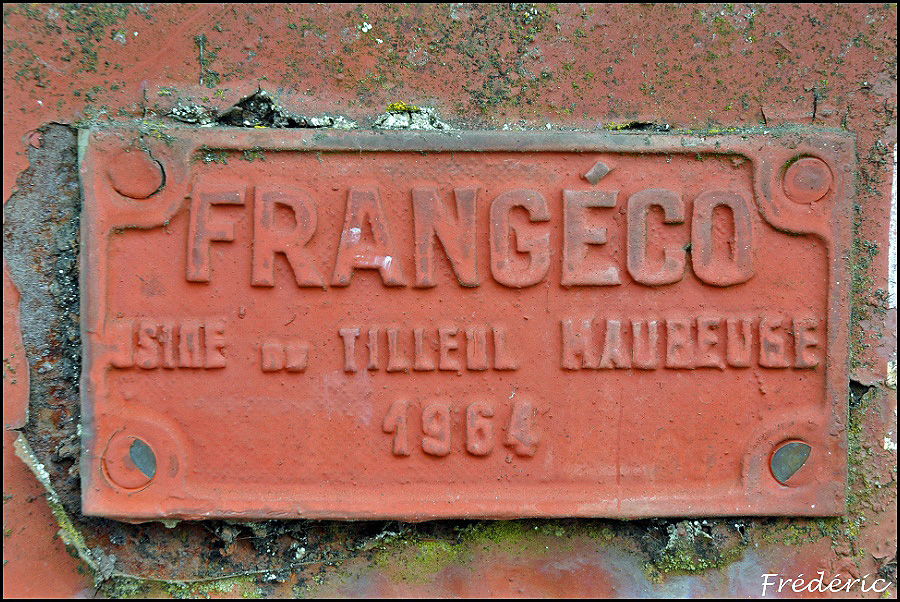 FRANGÉCO
USINE DU TILLEUL MAUBEUGE
1964
Frédéric